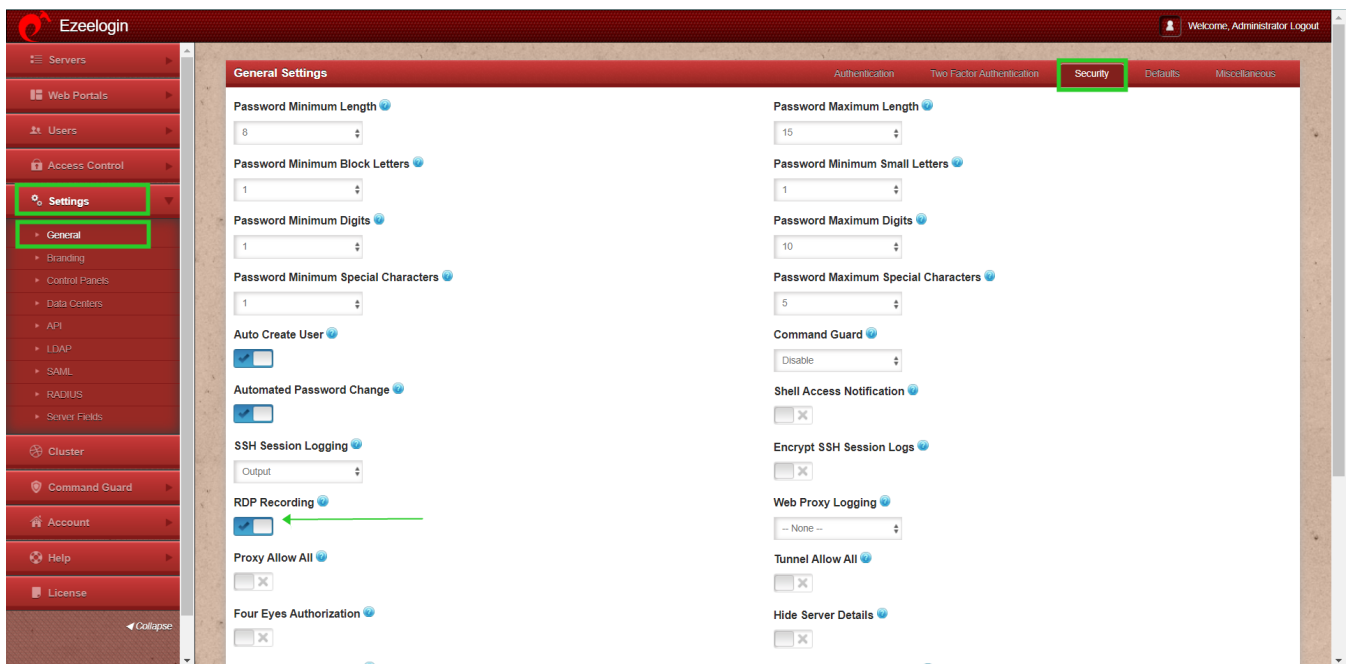 Ezeelogin
Welcome, Administrator Logout
Servers
Web Portals
Users
Access Control
Settings
General
Branding
Control Panels
Data Centers
API
LDAP
SAML
RADIUS
Server Fields
Cluster
Command Guard
Account
Help
License
Collapse
General Settings
Authentication
Two Factor Authentication
Security
Defaults
Miscellaneous
Password Minimum Length
8
Password Maximum Length
15
Password Minimum Block Letters
1
Password Minimum Small Letters
1
Password Minimum Digits
1
Password Maximum Digits
10
Password Minimum Special Characters
1
Password Maximum Special Characters
5
Auto Create User
Command Guard
Disable
Automated Password Change
Shell Access Notification
SSH Session Logging
Output
Encrypt SSH Session Logs
RDP Recording
Web Proxy Logging
-- None --
Proxy Allow All
Tunnel Allow All
Four Eyes Authorization
Hide Server Details